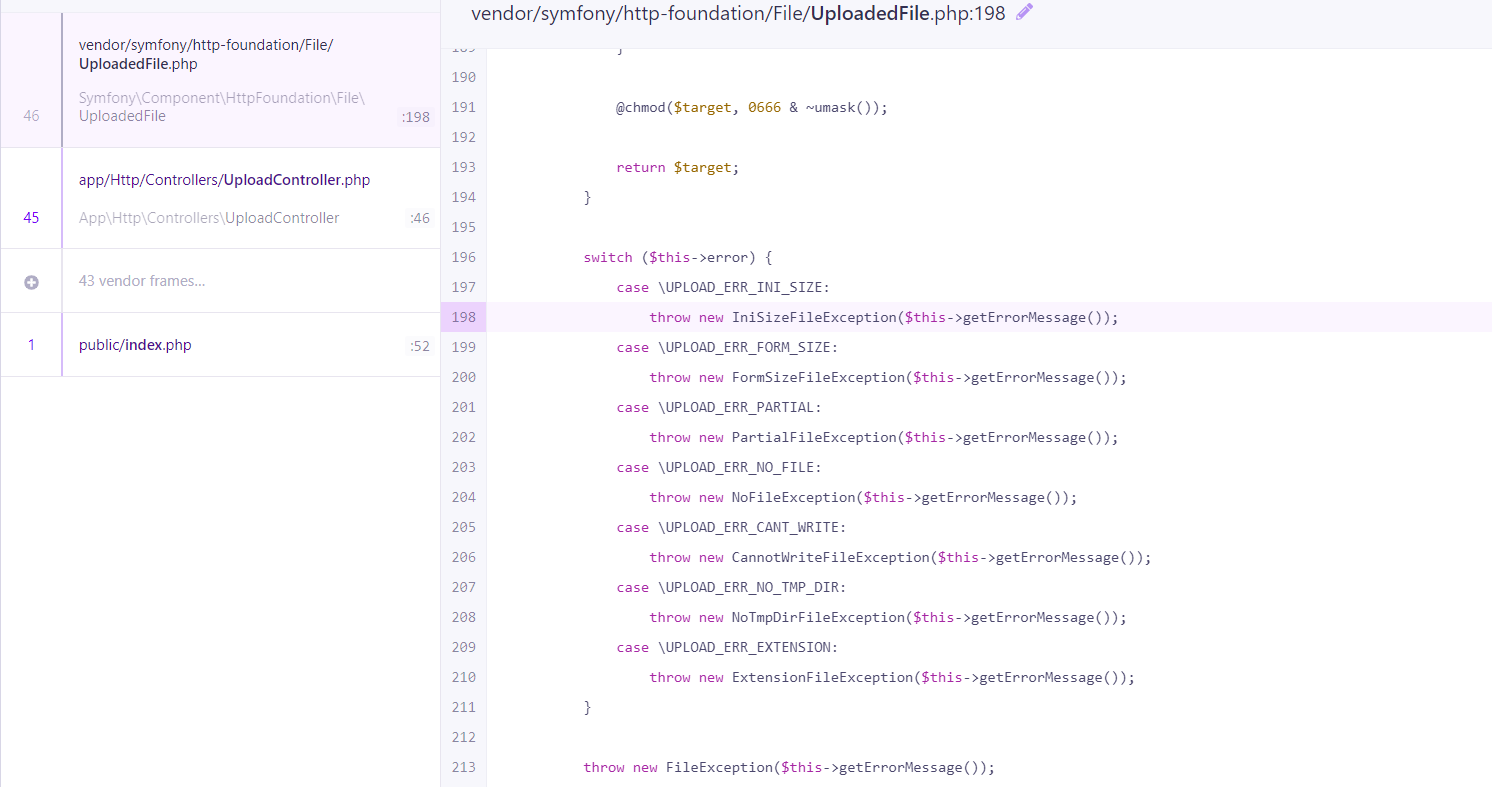 vendor/symfony/http-foundation/File/
UploadedFile.php
Symfony\Component\HttpFoundation\File\
46 UploadedFile :198
app/Http/Controllers/UploadController.php
45 App\Http\Controllers\UploadController :46
43 vendor frames...
1 public/index.php :52
vendor/symfony/http-foundation/File/UploadedFile.php:198
189 }
190
191 @chmod($target, 0666 & ~umask());
192
193 return $target;
194 }
195
196 switch ($this->error) {
197 case \UPLOAD_ERR_INI_SIZE:
198 throw new IniSizeFileException($this->getErrorMessage());
199 case \UPLOAD_ERR_FORM_SIZE:
200 throw new FormSizeFileException($this->getErrorMessage());
201 case \UPLOAD_ERR_PARTIAL:
202 throw new PartialFileException($this->getErrorMessage());
203 case \UPLOAD_ERR_NO_FILE:
204 throw new NoFileException($this->getErrorMessage());
205 case \UPLOAD_ERR_CANT_WRITE:
206 throw new CannotWriteFileException($this->getErrorMessage());
207 case \UPLOAD_ERR_NO_TMP_DIR:
208 throw new NoTmpDirFileException($this->getErrorMessage());
209 case \UPLOAD_ERR_EXTENSION:
210 throw new ExtensionFileException($this->getErrorMessage());
211 }
212
213 throw new FileException($this->getErrorMessage());